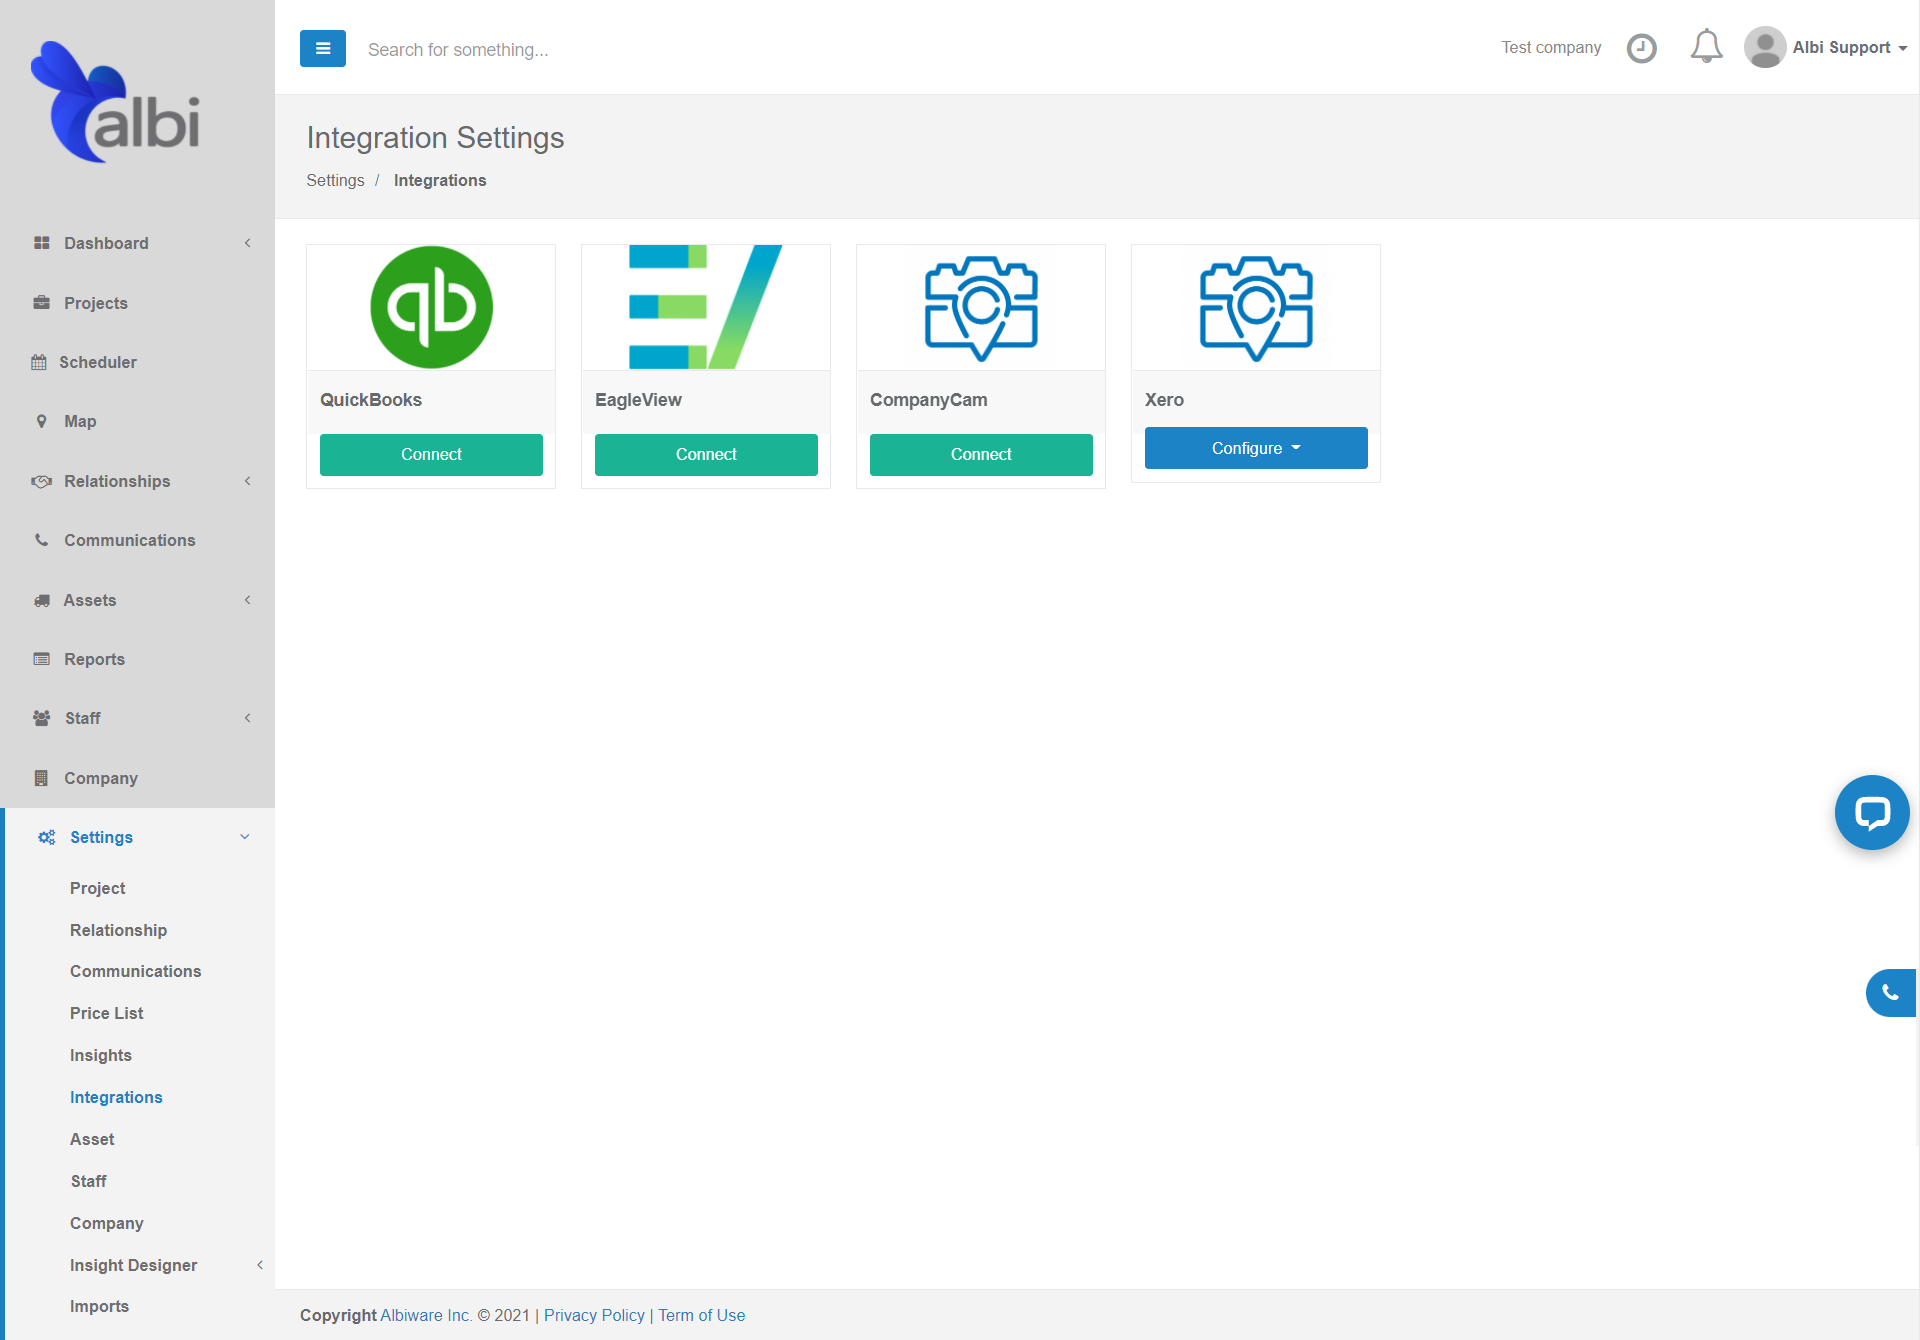 albi
Search for something...
Test company
Albi Support
Integration Settings
Settings / Integrations
Dashboard
Projects
Scheduler
Map
Relationships
Communications
Assets
Reports
Staff
Company
Settings
Project
Relationship
Communications
Price List
Insights
Integrations
Asset
Staff
Company
Insight Designer
Imports
qb
QuickBooks
Connect
EagleView
Connect
CompanyCam
Connect
Xero
Configure
Copyright Albiware Inc. © 2021 | Privacy Policy | Term of Use